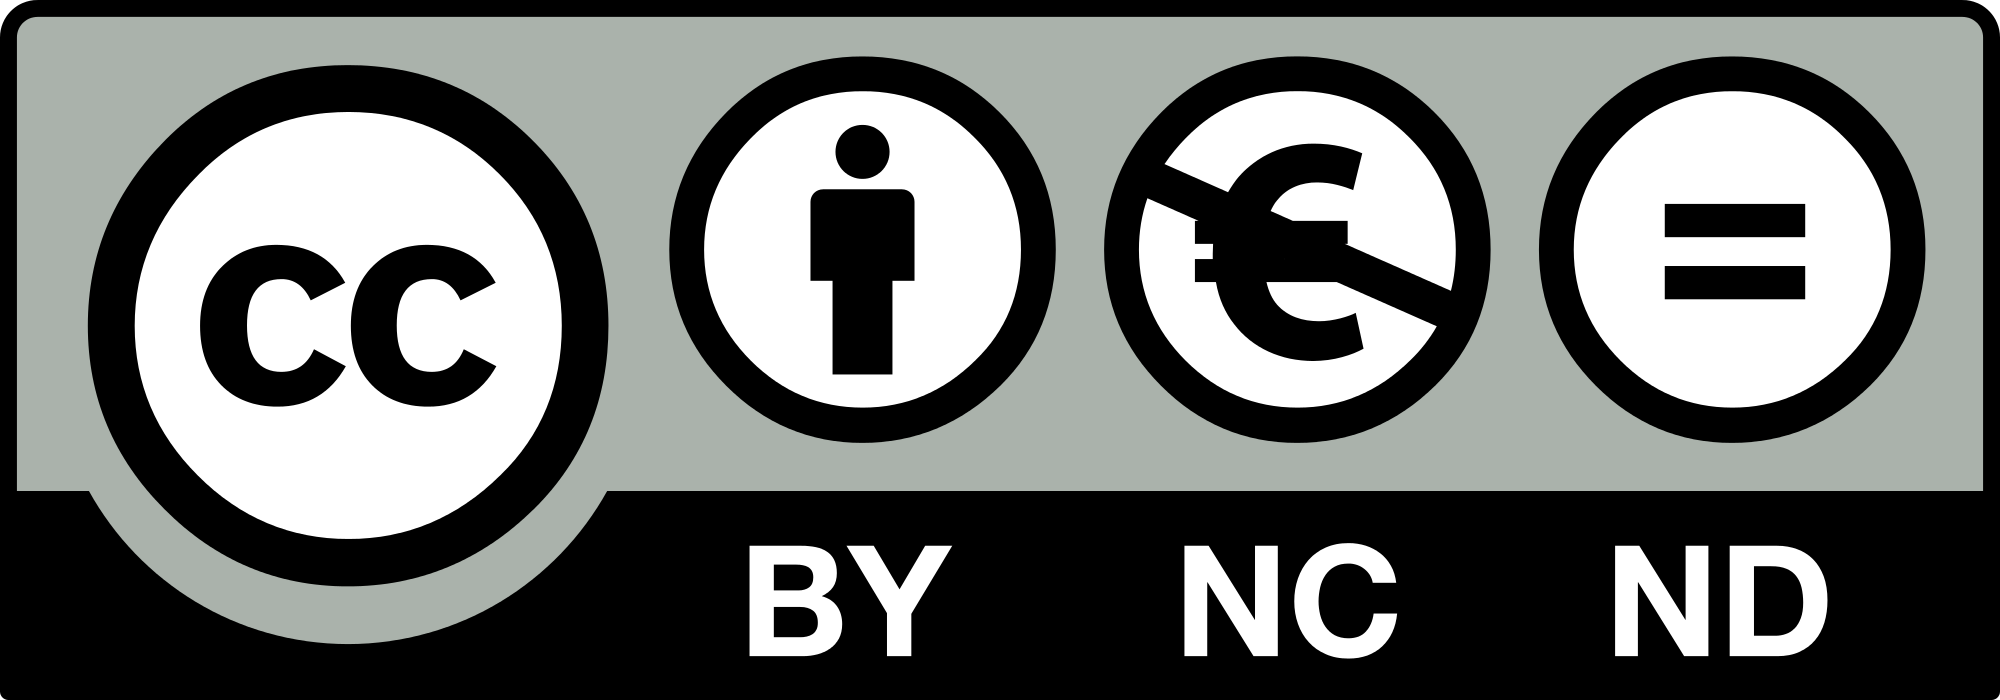 cc
€
=
BY NC ND